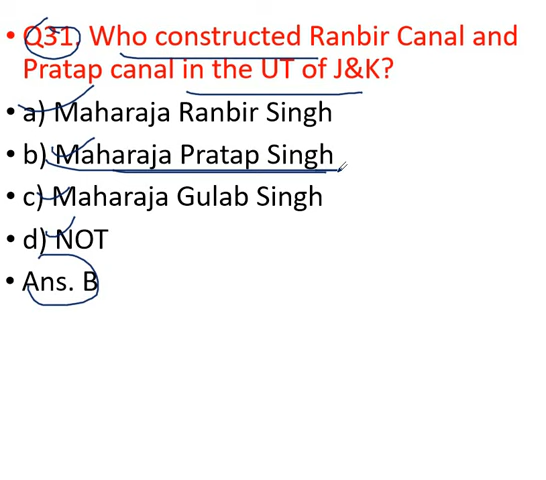 • Q31. Who constructed Ranbir Canal and
Pratap canal in the UT of J&K?
• a) Maharaja Ranbir Singh
• b) Maharaja Pratap Singh
• c) Maharaja Gulab Singh
• d) NOT
• Ans. B